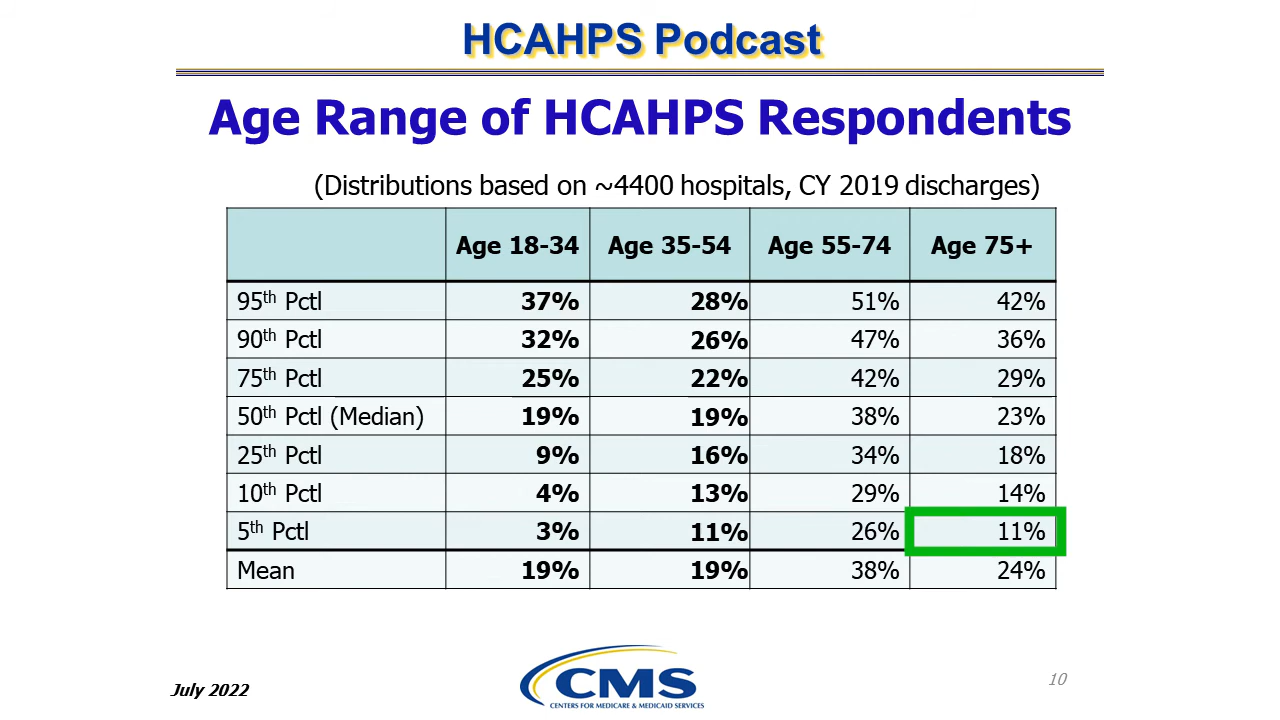 HCAHPS Podcast
Age Range of HCAHPS Respondents
(Distributions based on ~4400 hospitals, CY 2019 discharges)
Age 18-34 Age 35-54 Age 55-74 Age 75+
95th Pctl 37% 28% 51% 42%
90th Pctl 32% 26% 47% 36%
75th Pctl 25% 22% 42% 29%
50th Pctl (Median) 19% 19% 38% 23%
25th Pctl 9% 16% 34% 18%
10th Pctl 4% 13% 29% 14%
5th Pctl 3% 11% 26% 11%
Mean 19% 19% 38% 24%
CMS
CENTERS FOR MEDICARE & MEDICAID SERVICES
July 2022
10